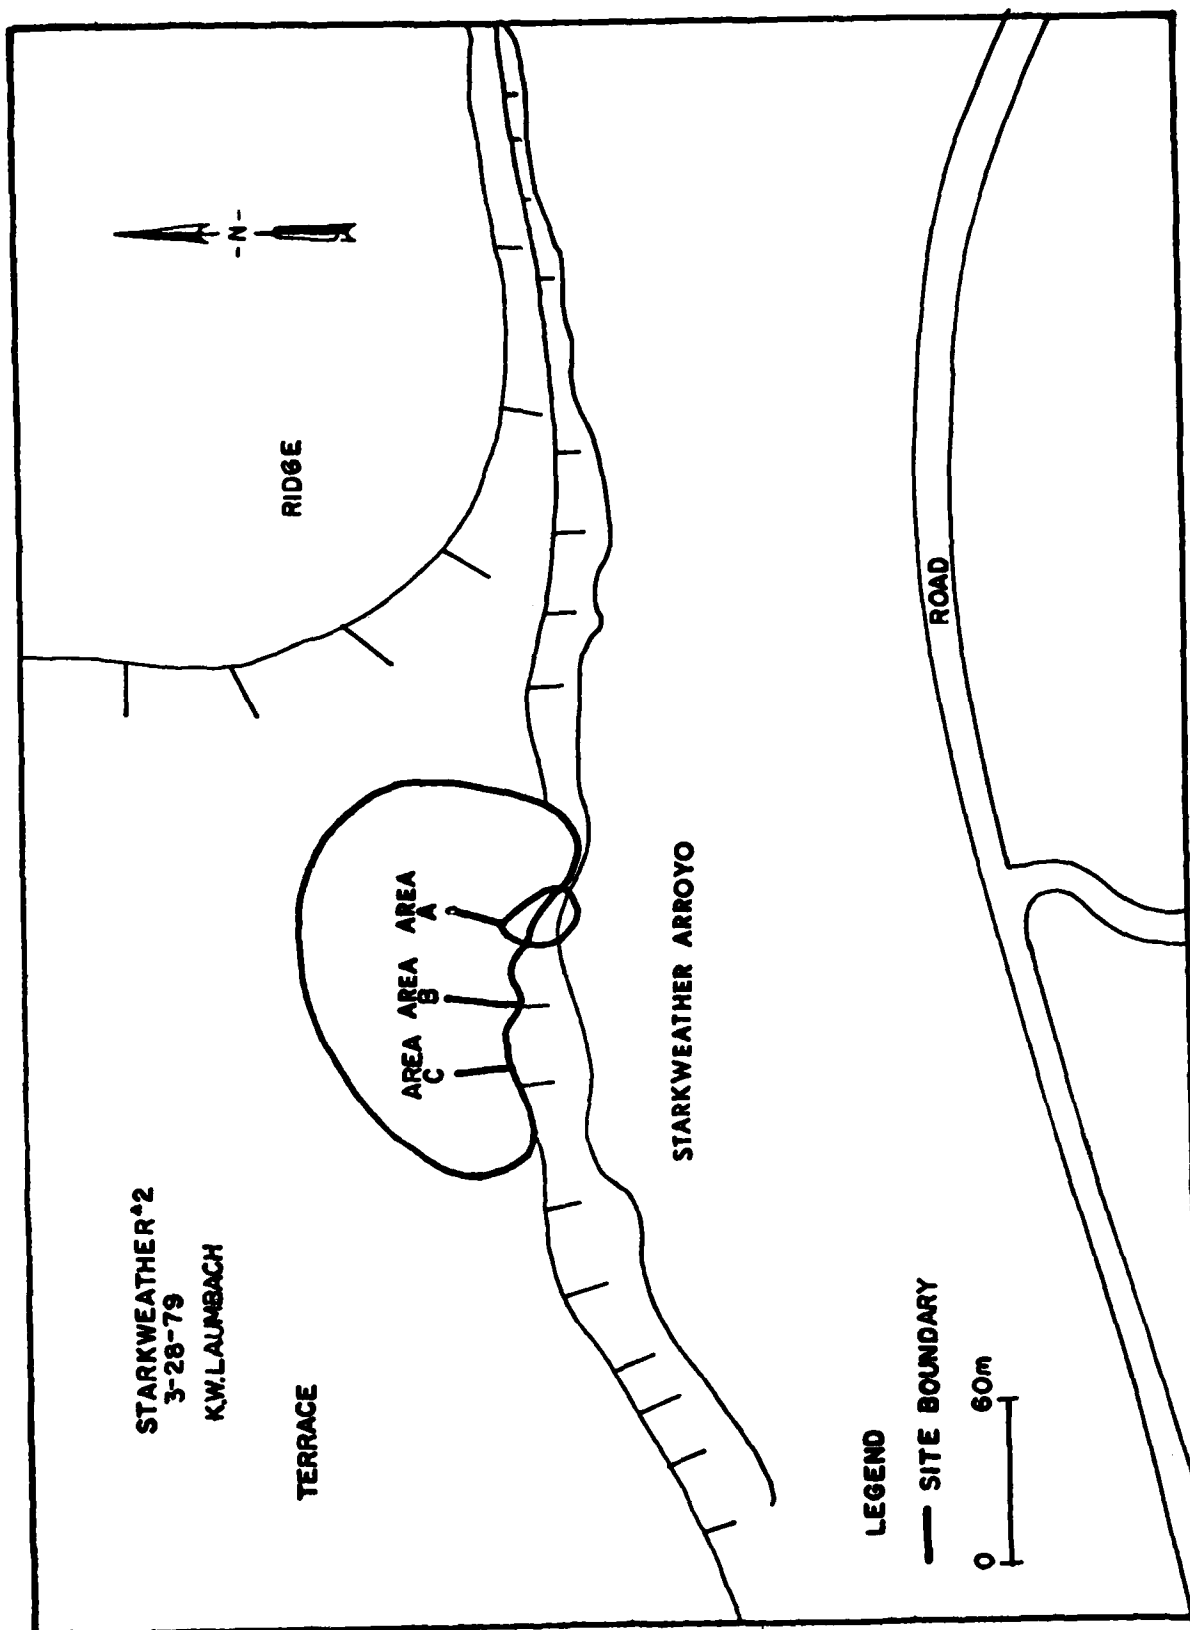 STARKWEATHER #2
3-28-79
K.W. LAUMBACH
TERRACE
RIDGE
-N-
AREA C
AREA B
AREA A
STARKWEATHER ARROYO
ROAD
LEGEND
SITE BOUNDARY
0 60m